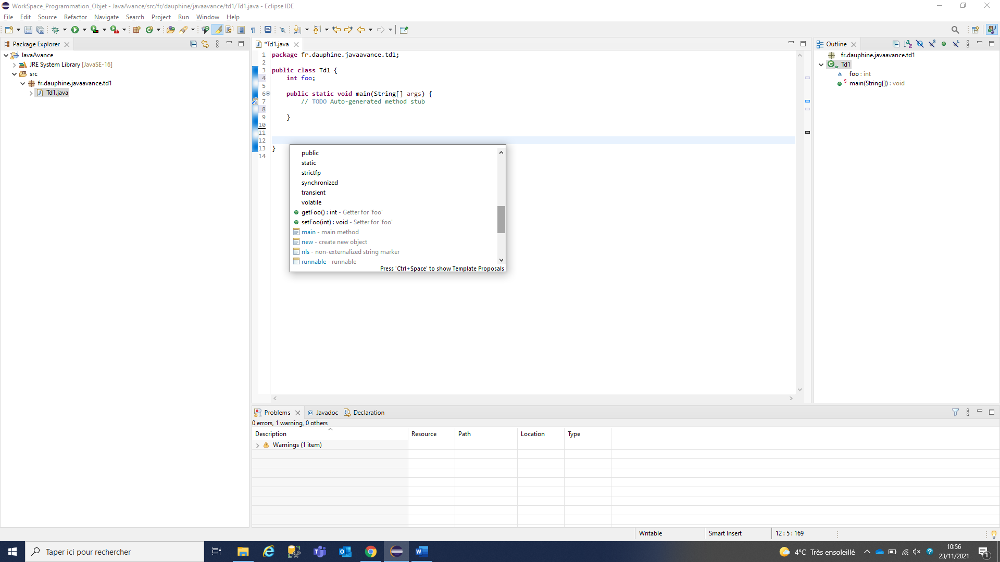 WorkSpace_Programmation_Objet - JavaAvance/src/fr/dauphine/javaavance/td1/Td1.java - Eclipse IDE
File Edit Source Refactor Navigate Search Project Run Window Help
Package Explorer
JavaAvance
JRE System Library [JavaSE-16]
src
fr.dauphine.javaavance.td1
Td1.java
*Td1.java
1 package fr.dauphine.javaavance.td1;
2
3 public class Td1 {
4 int foo;
5
6 public static void main(String[] args) {
7 // TODO Auto-generated method stub
8
9 }
10
11
12
13 }
14
public
static
strictfp
synchronized
transient
volatile
getFoo() : int - Getter for 'foo'
setFoo(int) : void - Setter for 'foo'
main - main method
new - create new object
nls - non-externalized string marker
runnable - runnable
Press 'Ctrl+Space' to show Template Proposals
Outline
fr.dauphine.javaavance.td1
Td1
foo : int
main(String[]) : void
Problems Javadoc Declaration
0 errors, 1 warning, 0 others
Description Resource Path Location Type
Warnings (1 item)
Writable Smart Insert 12 : 5 : 169
Taper ici pour rechercher
4°C Très ensoleillé
10:56
23/11/2021
1